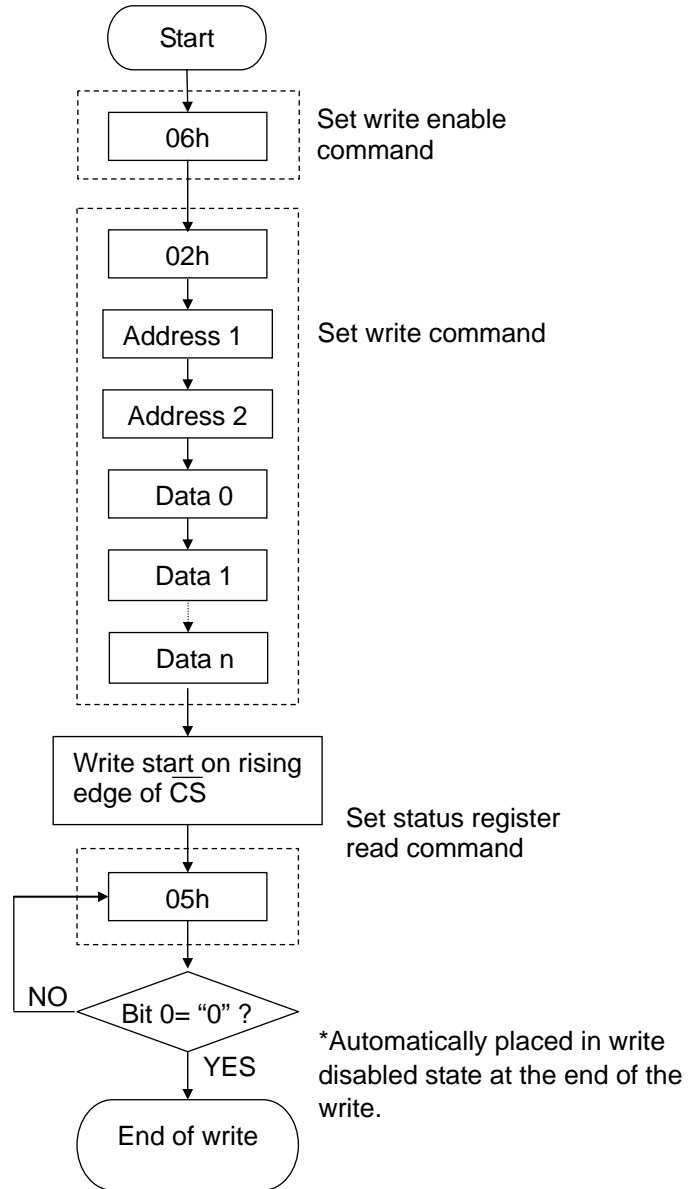 Start
06h
Set write enable
command
02h
Address 1
Set write command
Address 2
Data 0
Data 1
Data n
Write start on rising
edge of C̅S̅
Set status register
read command
05h
NO
Bit 0= “0” ?
YES
*Automatically placed in write
disabled state at the end of the
write.
End of write